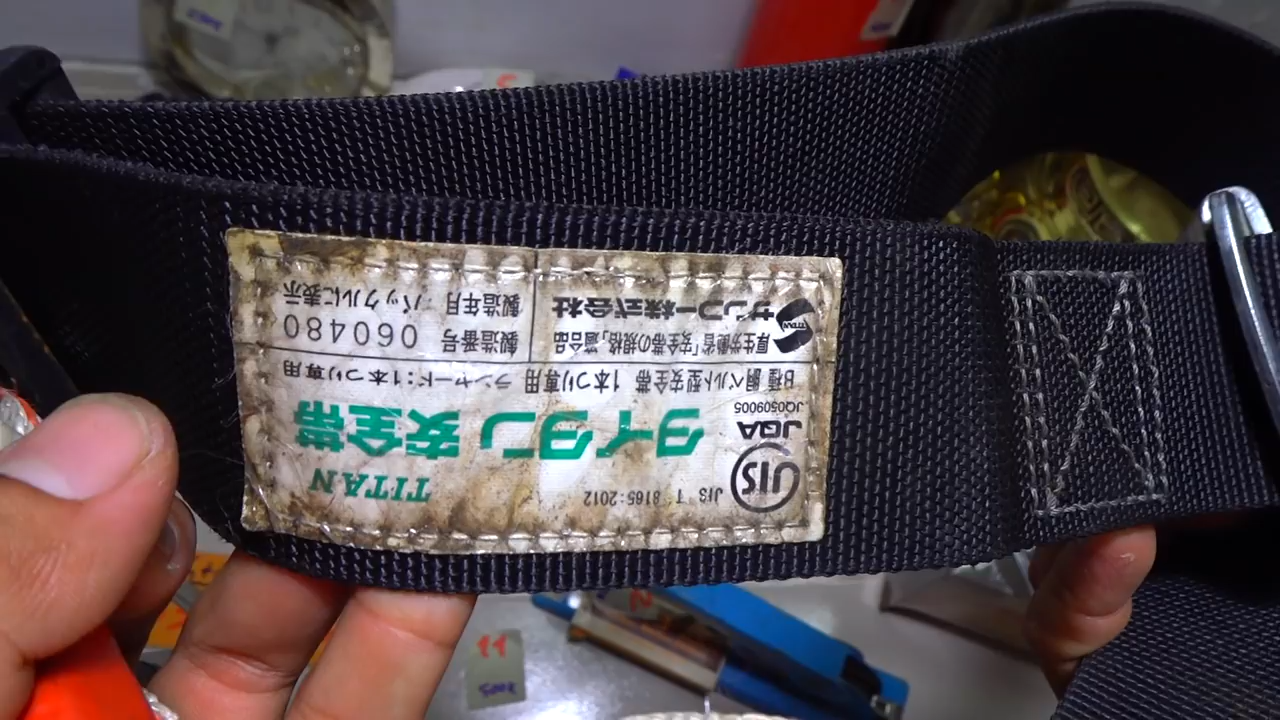 JIS
JIS T 8165:2012
TITAN
JQA
JQ0509005
タイタン 安全帯
B種 胴ベルト型安全帯 1本つり専用 ランヤード:1本つり専用
厚生労働省「安全帯の規格」適合品
製造番号 060480
TITAN
サンコー株式会社
製造年月 バックルに表示
11